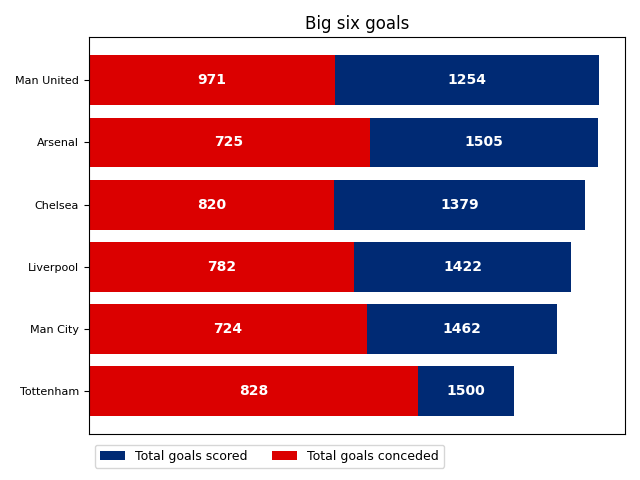 Big six goals
Man United 971 1254
Arsenal 725 1505
Chelsea 820 1379
Liverpool 782 1422
Man City 724 1462
Tottenham 828 1500
Total goals scored Total goals conceded